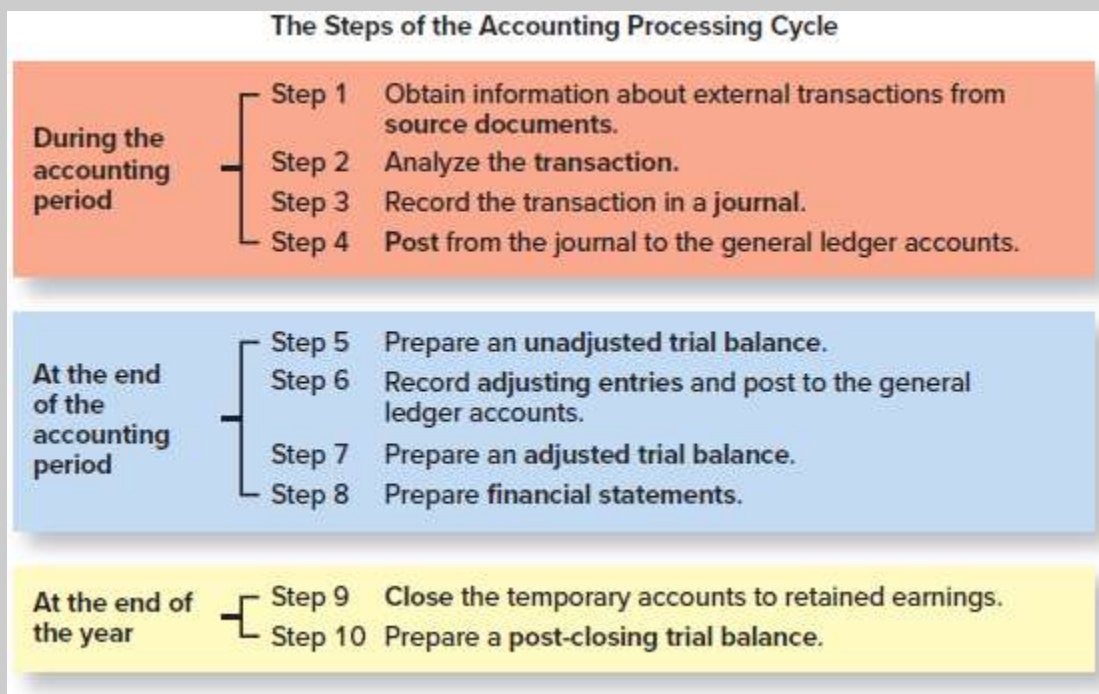 The Steps of the Accounting Processing Cycle
During the
accounting
period
Step 1 Obtain information about external transactions from
source documents.
Step 2 Analyze the transaction.
Step 3 Record the transaction in a journal.
Step 4 Post from the journal to the general ledger accounts.
At the end
of the
accounting
period
Step 5 Prepare an unadjusted trial balance.
Step 6 Record adjusting entries and post to the general
ledger accounts.
Step 7 Prepare an adjusted trial balance.
Step 8 Prepare financial statements.
At the end of
the year
Step 9 Close the temporary accounts to retained earnings.
Step 10 Prepare a post-closing trial balance.